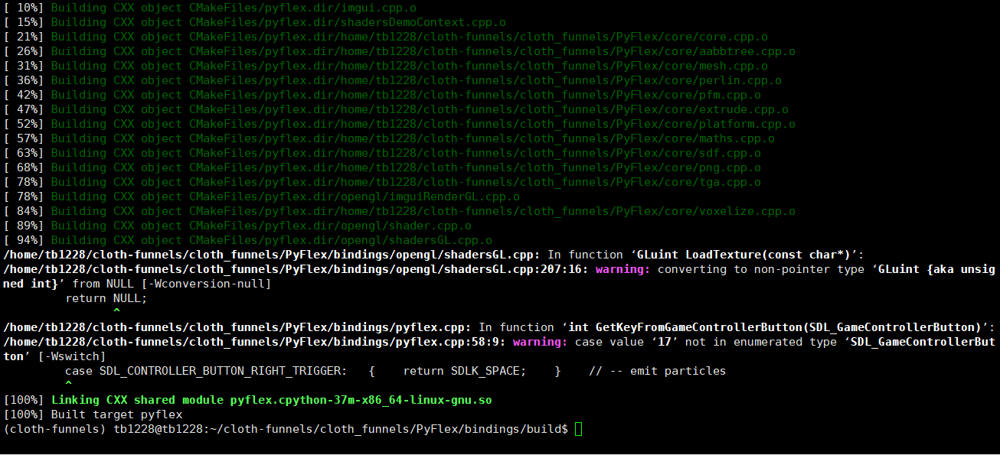 [ 10%] Building CXX object CMakeFiles/pyflex.dir/imgui.cpp.o
[ 15%] Building CXX object CMakeFiles/pyflex.dir/shadersDemoContext.cpp.o
[ 21%] Building CXX object CMakeFiles/pyflex.dir/home/tb1228/cloth-funnels/cloth_funnels/PyFlex/core/core.cpp.o
[ 26%] Building CXX object CMakeFiles/pyflex.dir/home/tb1228/cloth-funnels/cloth_funnels/PyFlex/core/aabbtree.cpp.o
[ 31%] Building CXX object CMakeFiles/pyflex.dir/home/tb1228/cloth-funnels/cloth_funnels/PyFlex/core/mesh.cpp.o
[ 36%] Building CXX object CMakeFiles/pyflex.dir/home/tb1228/cloth-funnels/cloth_funnels/PyFlex/core/perlin.cpp.o
[ 42%] Building CXX object CMakeFiles/pyflex.dir/home/tb1228/cloth-funnels/cloth_funnels/PyFlex/core/pfm.cpp.o
[ 47%] Building CXX object CMakeFiles/pyflex.dir/home/tb1228/cloth-funnels/cloth_funnels/PyFlex/core/extrude.cpp.o
[ 52%] Building CXX object CMakeFiles/pyflex.dir/home/tb1228/cloth-funnels/cloth_funnels/PyFlex/core/platform.cpp.o
[ 57%] Building CXX object CMakeFiles/pyflex.dir/home/tb1228/cloth-funnels/cloth_funnels/PyFlex/core/maths.cpp.o
[ 63%] Building CXX object CMakeFiles/pyflex.dir/home/tb1228/cloth-funnels/cloth_funnels/PyFlex/core/sdf.cpp.o
[ 68%] Building CXX object CMakeFiles/pyflex.dir/home/tb1228/cloth-funnels/cloth_funnels/PyFlex/core/png.cpp.o
[ 78%] Building CXX object CMakeFiles/pyflex.dir/home/tb1228/cloth-funnels/cloth_funnels/PyFlex/core/tga.cpp.o
[ 78%] Building CXX object CMakeFiles/pyflex.dir/opengl/imguiRenderGL.cpp.o
[ 84%] Building CXX object CMakeFiles/pyflex.dir/home/tb1228/cloth-funnels/cloth_funnels/PyFlex/core/voxelize.cpp.o
[ 89%] Building CXX object CMakeFiles/pyflex.dir/opengl/shader.cpp.o
[ 94%] Building CXX object CMakeFiles/pyflex.dir/opengl/shadersGL.cpp.o
/home/tb1228/cloth-funnels/cloth_funnels/PyFlex/bindings/opengl/shadersGL.cpp: In function ‘GLuint LoadTexture(const char*)’:
/home/tb1228/cloth-funnels/cloth_funnels/PyFlex/bindings/opengl/shadersGL.cpp:207:16: warning: converting to non-pointer type ‘GLuint {aka unsig
ned int}’ from NULL [-Wconversion-null]
         return NULL;
                ^
/home/tb1228/cloth-funnels/cloth_funnels/PyFlex/bindings/pyflex.cpp: In function ‘int GetKeyFromGameControllerButton(SDL_GameControllerButton)’:
/home/tb1228/cloth-funnels/cloth_funnels/PyFlex/bindings/pyflex.cpp:58:9: warning: case value ‘17’ not in enumerated type ‘SDL_GameControllerBut
ton’ [-Wswitch]
         case SDL_CONTROLLER_BUTTON_RIGHT_TRIGGER:   {    return SDLK_SPACE;    }    // -- emit particles
         ^
[100%] Linking CXX shared module pyflex.cpython-37m-x86_64-linux-gnu.so
[100%] Built target pyflex
(cloth-funnels) tb1228@tb1228:~/cloth-funnels/cloth_funnels/PyFlex/bindings/build$